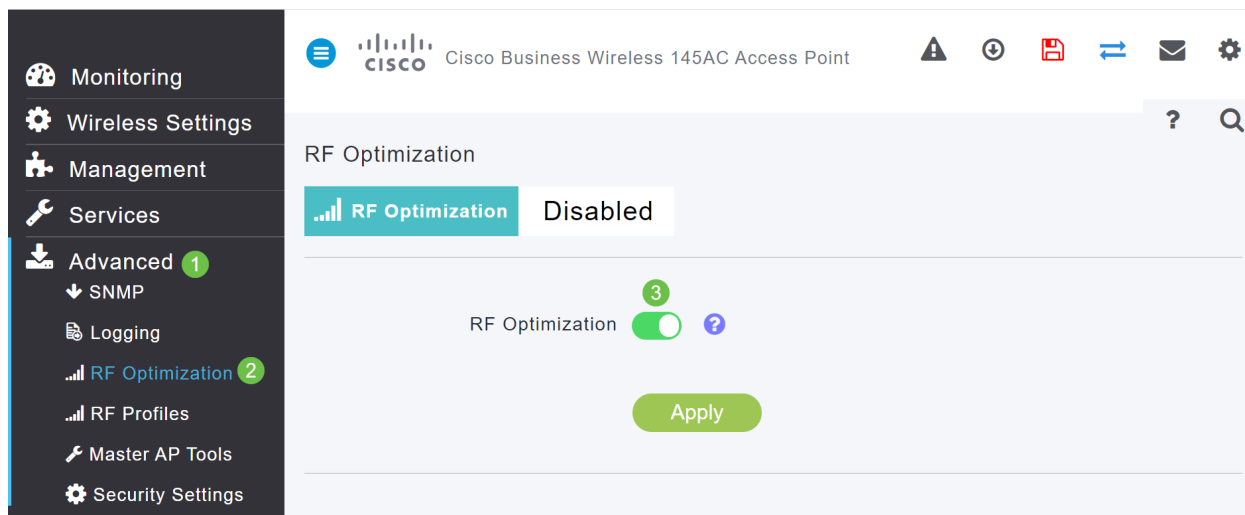 Monitoring
Wireless Settings
Management
Services
Advanced 1
SNMP
Logging
RF Optimization 2
RF Profiles
Master AP Tools
Security Settings
CISCO Cisco Business Wireless 145AC Access Point
?
RF Optimization
RF Optimization Disabled
3
RF Optimization ?
Apply